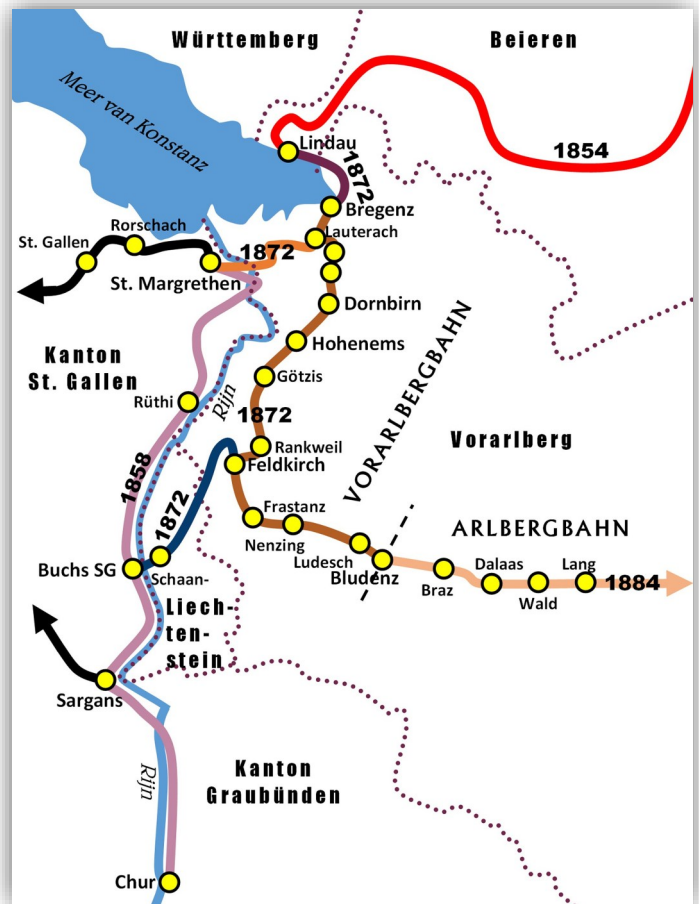 Württemberg
Beieren
Meer van Konstanz
Lindau
1854
1872
Bregenz
Rorschach
Lauterach
St. Gallen
1872
St. Margrethen
Dornbirn
Hohenems
Kanton
St. Gallen
Götzis
Rijn
Rüthi
1872
VORARLBERGBAHN
Rankweil
Vorarlberg
Feldkirch
1858
1872
Frastanz
ARLBERGBAHN
Nenzing
Ludesch
Dalaas
Lang
Buchs SG
Schaan-
Bludenz
Braz
Wald
1884
Liech-
ten-
stein
Sargans
Rijn
Kanton
Graubünden
Chur